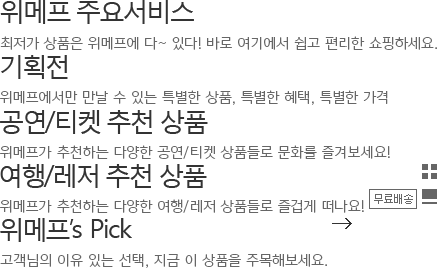 위메프 주요서비스
최저가 상품은 위메프에 다~ 있다! 바로 여기에서 쉽고 편리한 쇼핑하세요.
기획전
위메프에서만 만날 수 있는 특별한 상품, 특별한 혜택, 특별한 가격
공연/티켓 추천 상품
위메프가 추천하는 다양한 공연/티켓 상품들로 문화를 즐겨보세요!
여행/레저 추천 상품
위메프가 추천하는 다양한 여행/레저 상품들로 즐겁게 떠나요!
무료배송
위메프's Pick
고객님의 이유 있는 선택, 지금 이 상품을 주목해보세요.